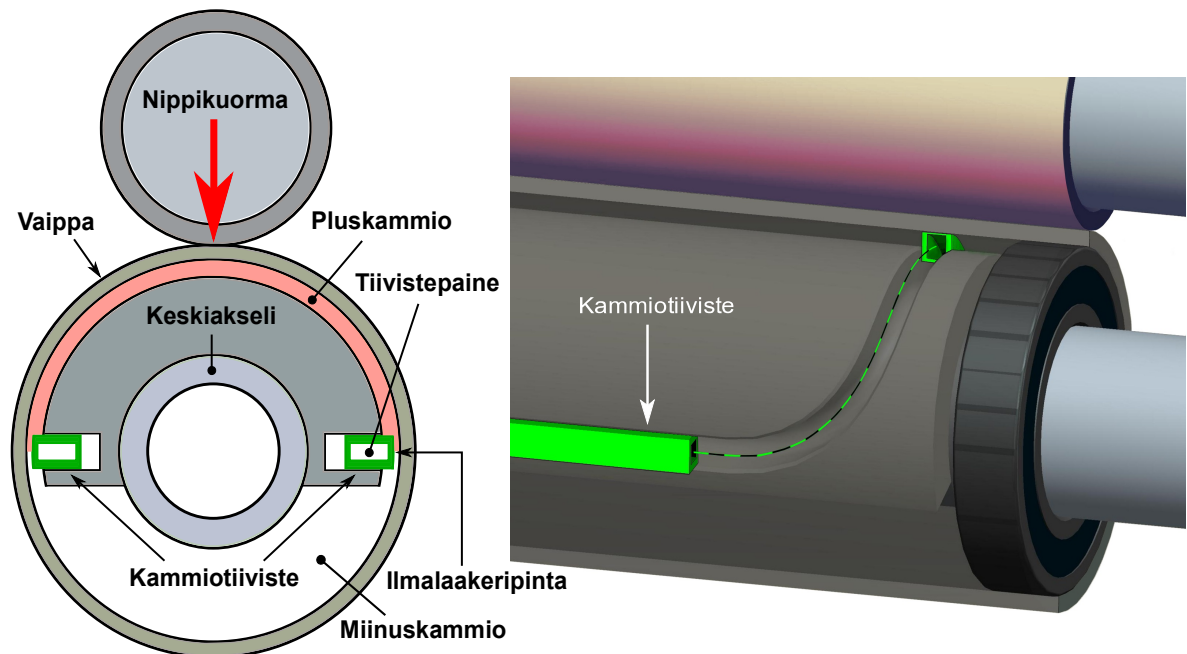 Nippikuorma
Vaippa
Pluskammio
Tiivistepaine
Keskiakseli
Kammiotiiviste
Kammiotiiviste
Ilmalaakeripinta
Miinuskammio